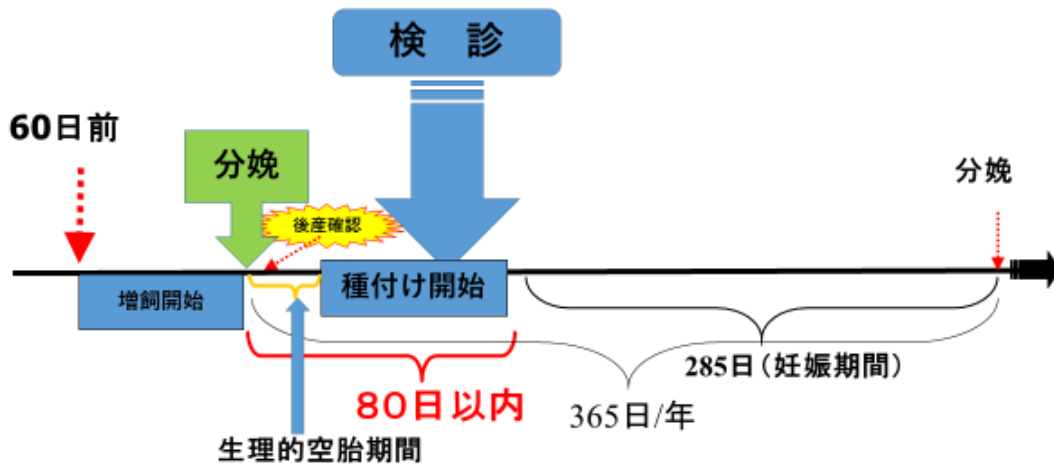 検　診
60日前
分娩
分娩
後産確認
増飼開始
種付け開始
285日（妊娠期間）
80日以内
365日/年
生理的空胎期間